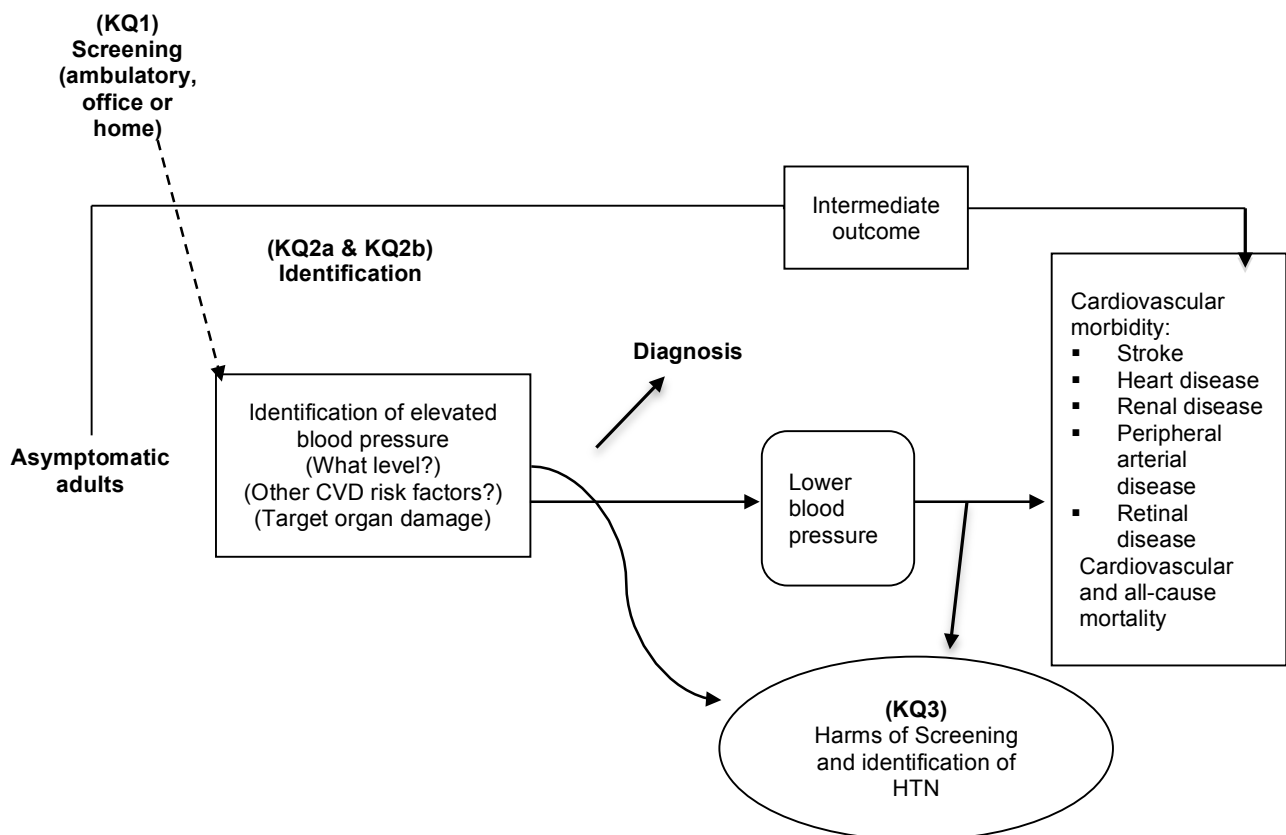 (KQ1)
Screening
(ambulatory,
office or
home)
Intermediate
outcome
(KQ2a & KQ2b)
Identification
Diagnosis
Asymptomatic
adults
Identification of elevated
blood pressure
(What level?)
(Other CVD risk factors?)
(Target organ damage)
Lower
blood
pressure
Cardiovascular
morbidity:
▪ Stroke
▪ Heart disease
▪ Renal disease
▪ Peripheral
arterial
disease
▪ Retinal
disease
Cardiovascular
and all-cause
mortality
(KQ3)
Harms of Screening
and identification of
HTN